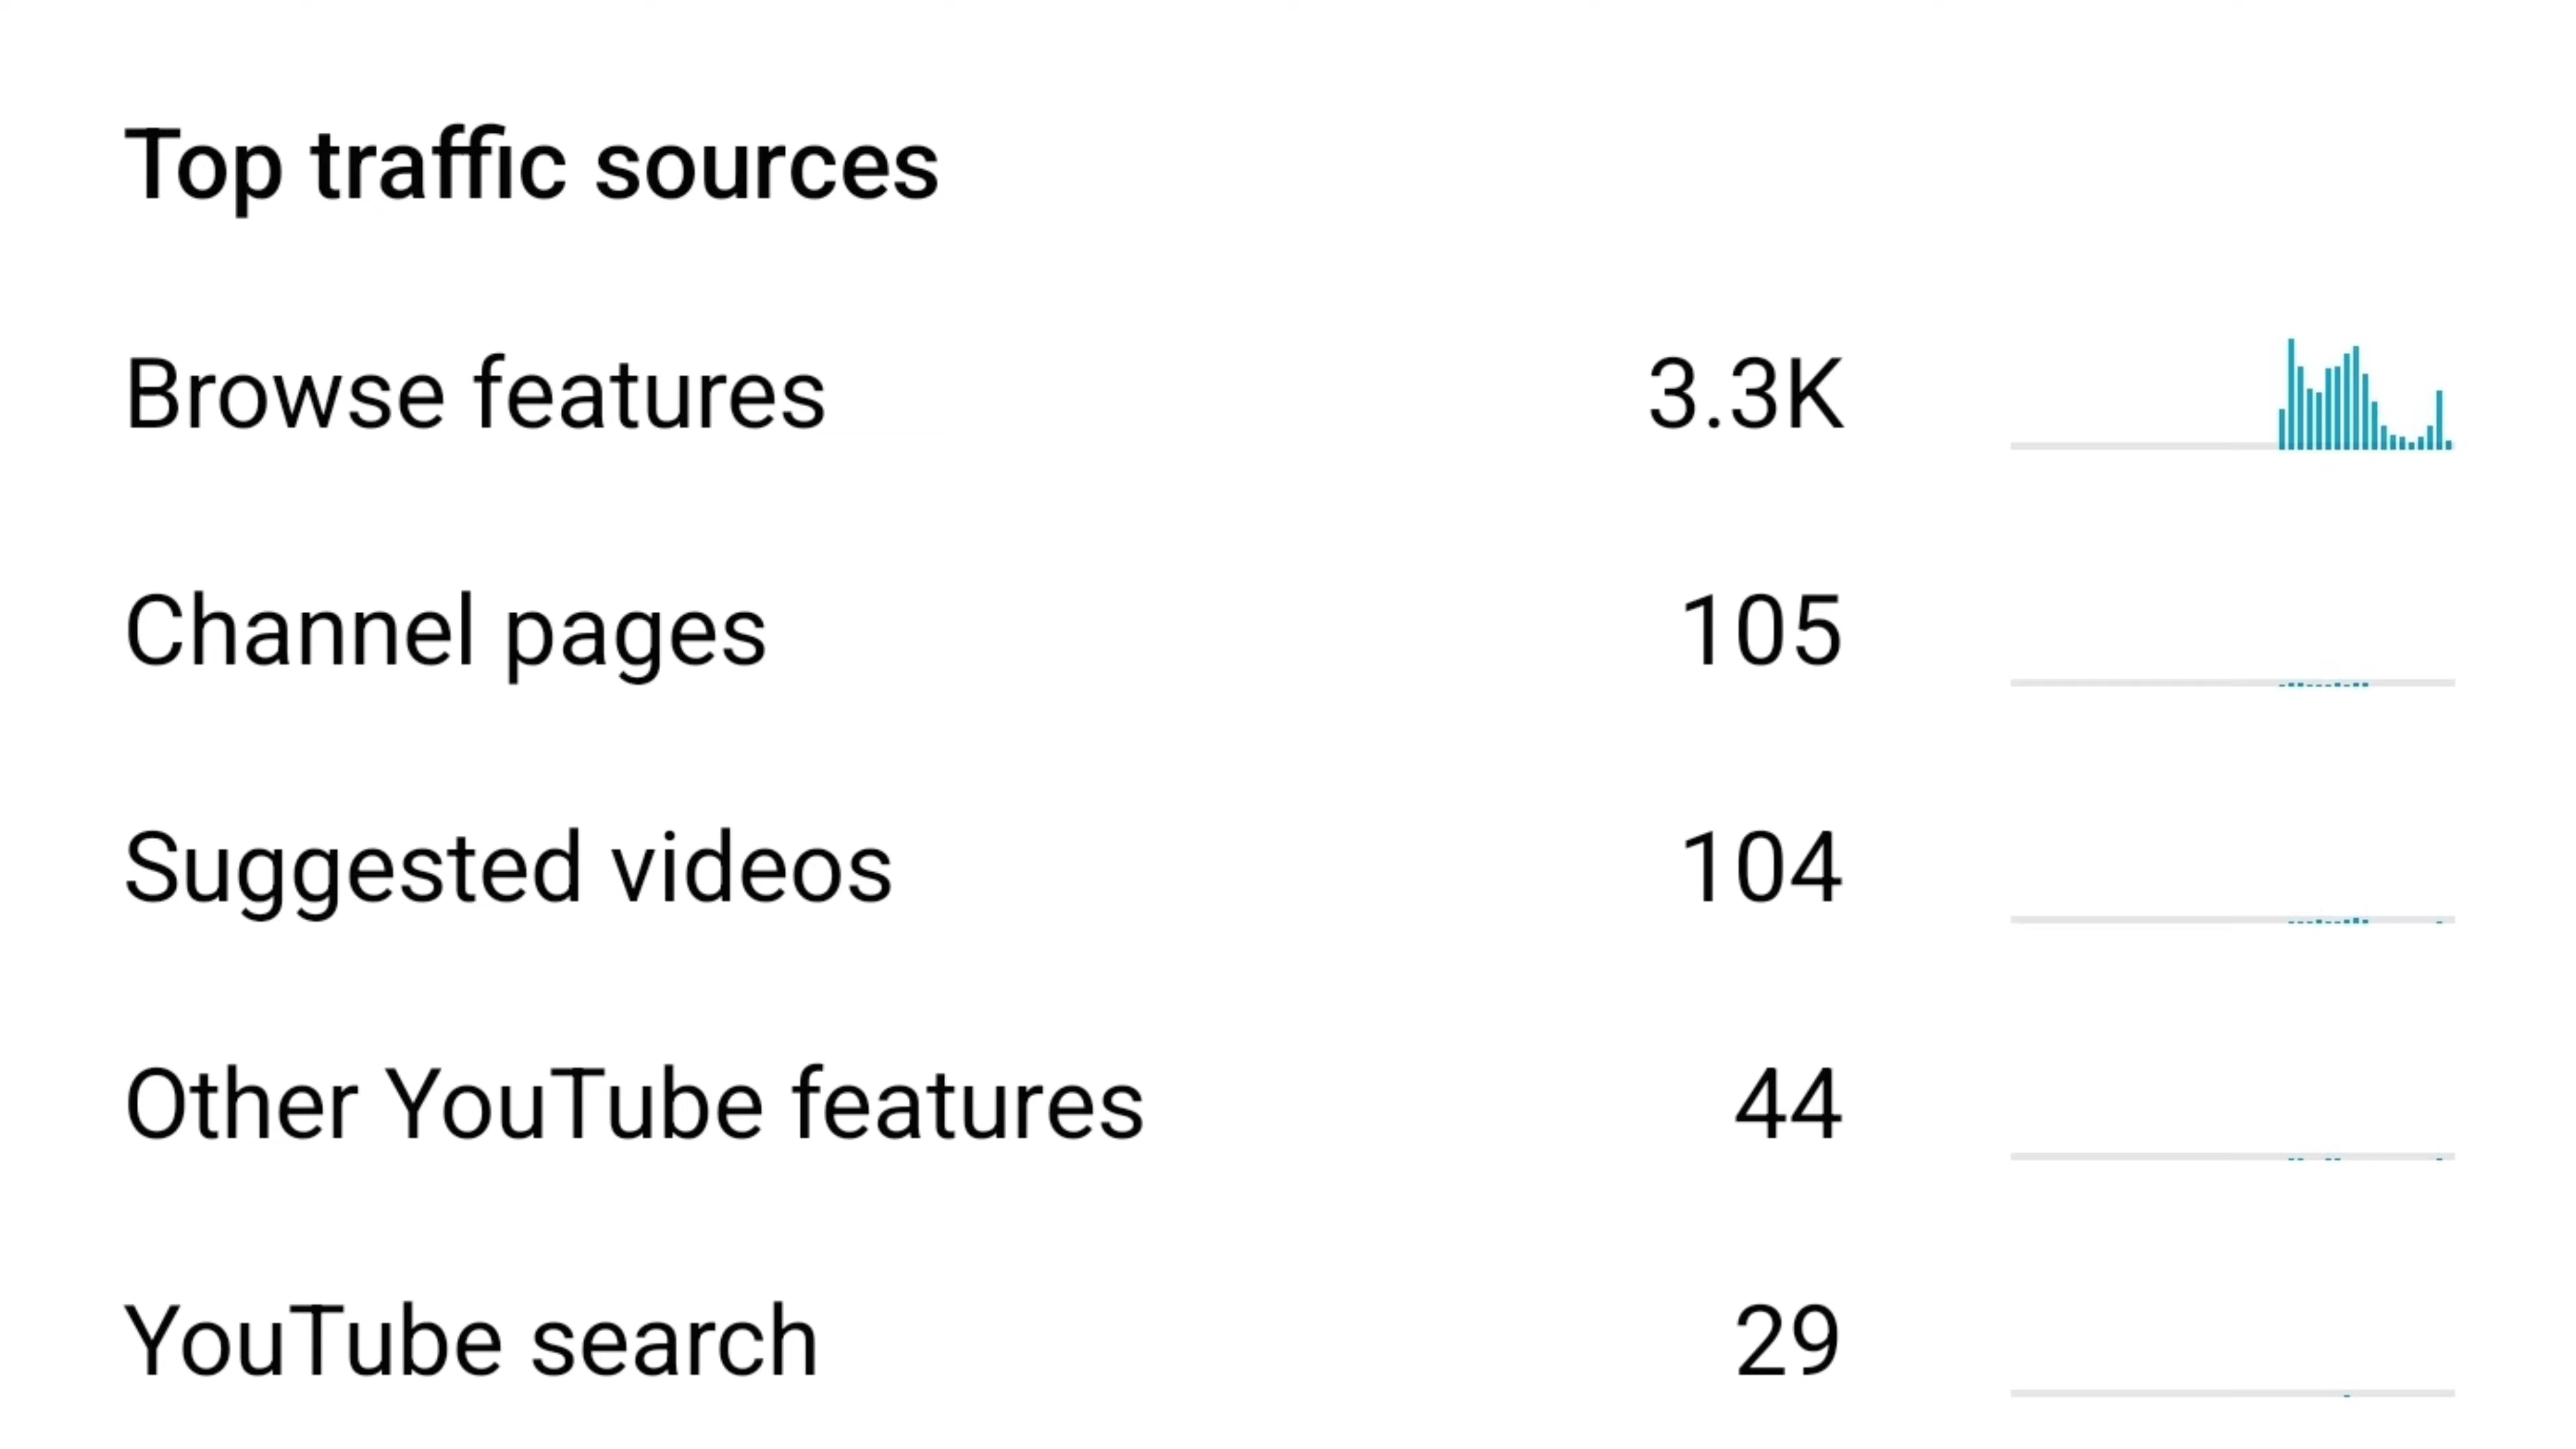 Top traffic sources
Browse features 3.3K
Channel pages 105
Suggested videos 104
Other YouTube features 44
YouTube search 29